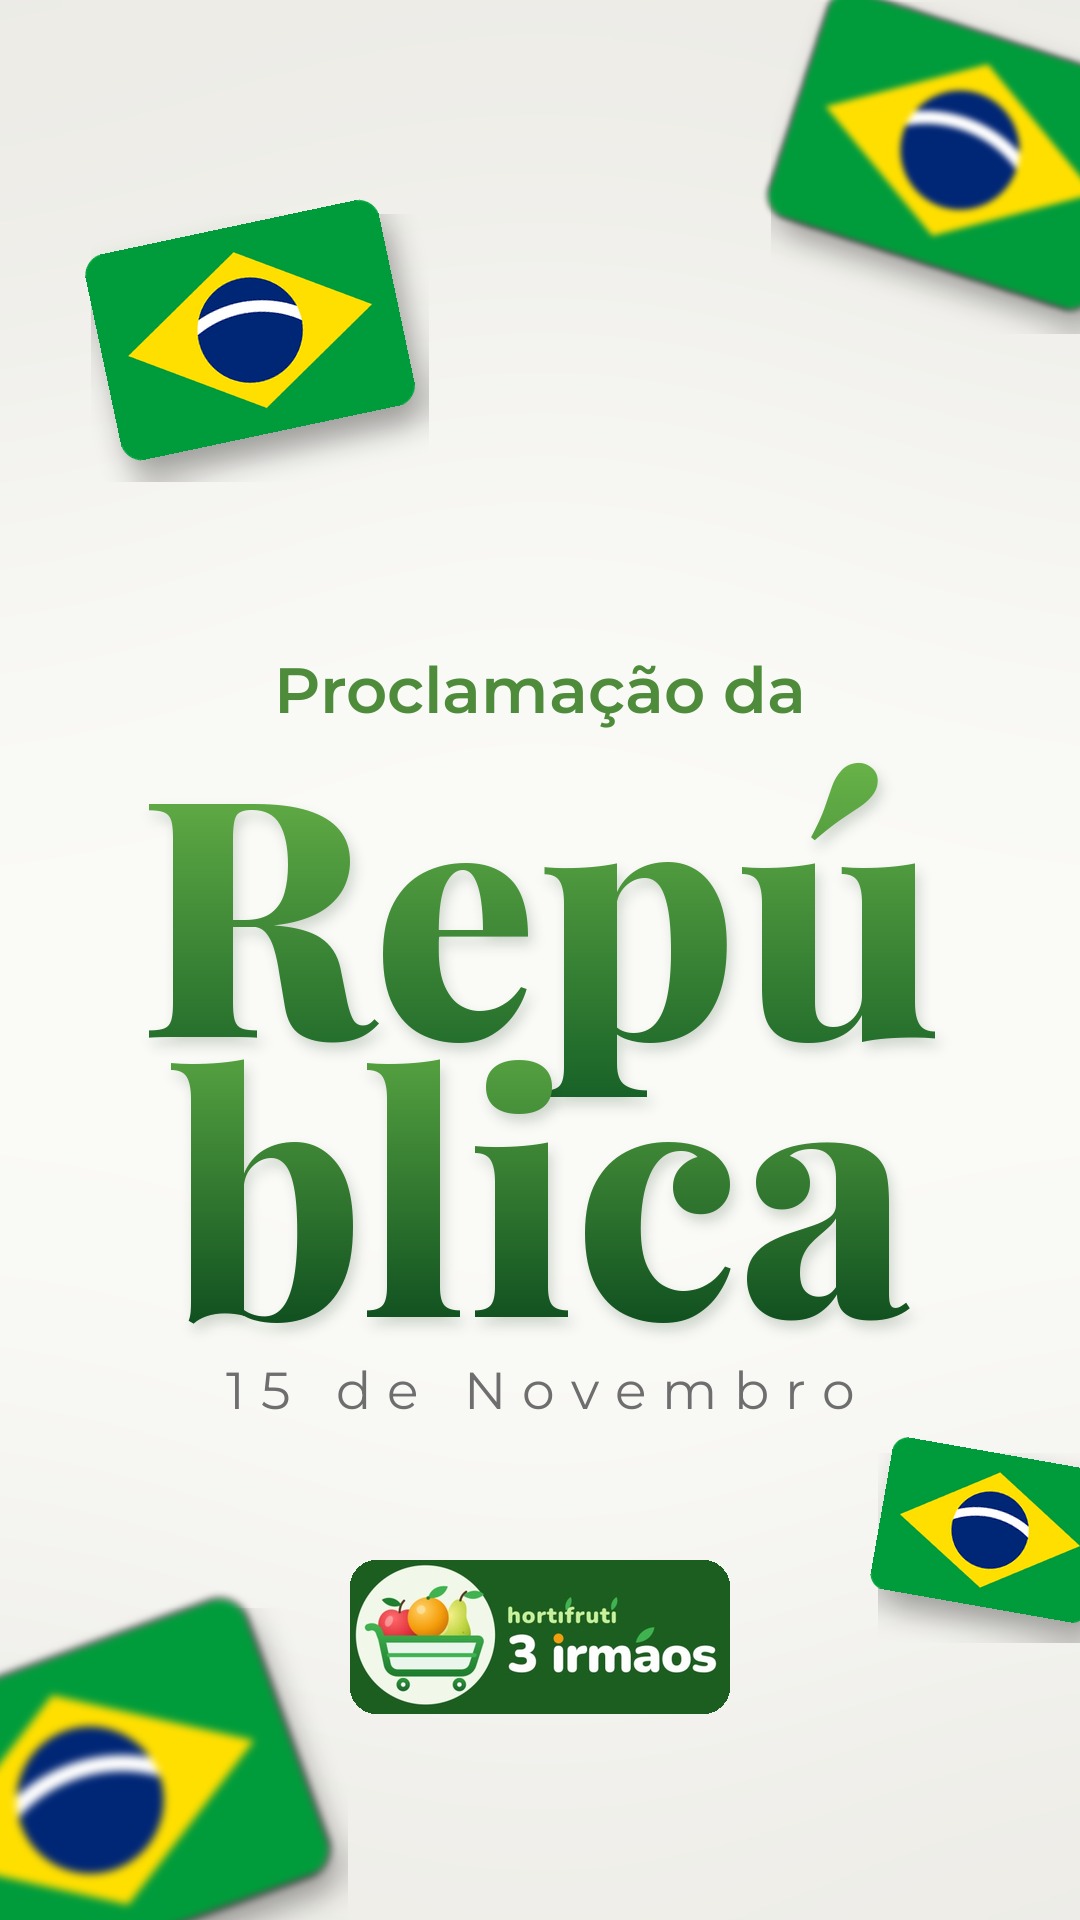 Proclamação da
Repú
blica
15 de Novembro
hortifruti
3 irmãos